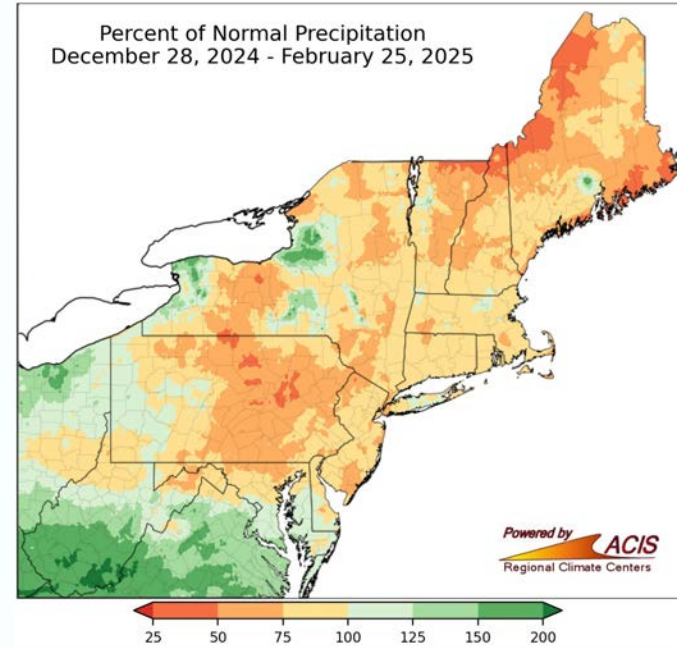 Percent of Normal Precipitation
December 28, 2024 - February 25, 2025
Powered by
ACIS
Regional Climate Centers
25 50 75 100 125 150 200